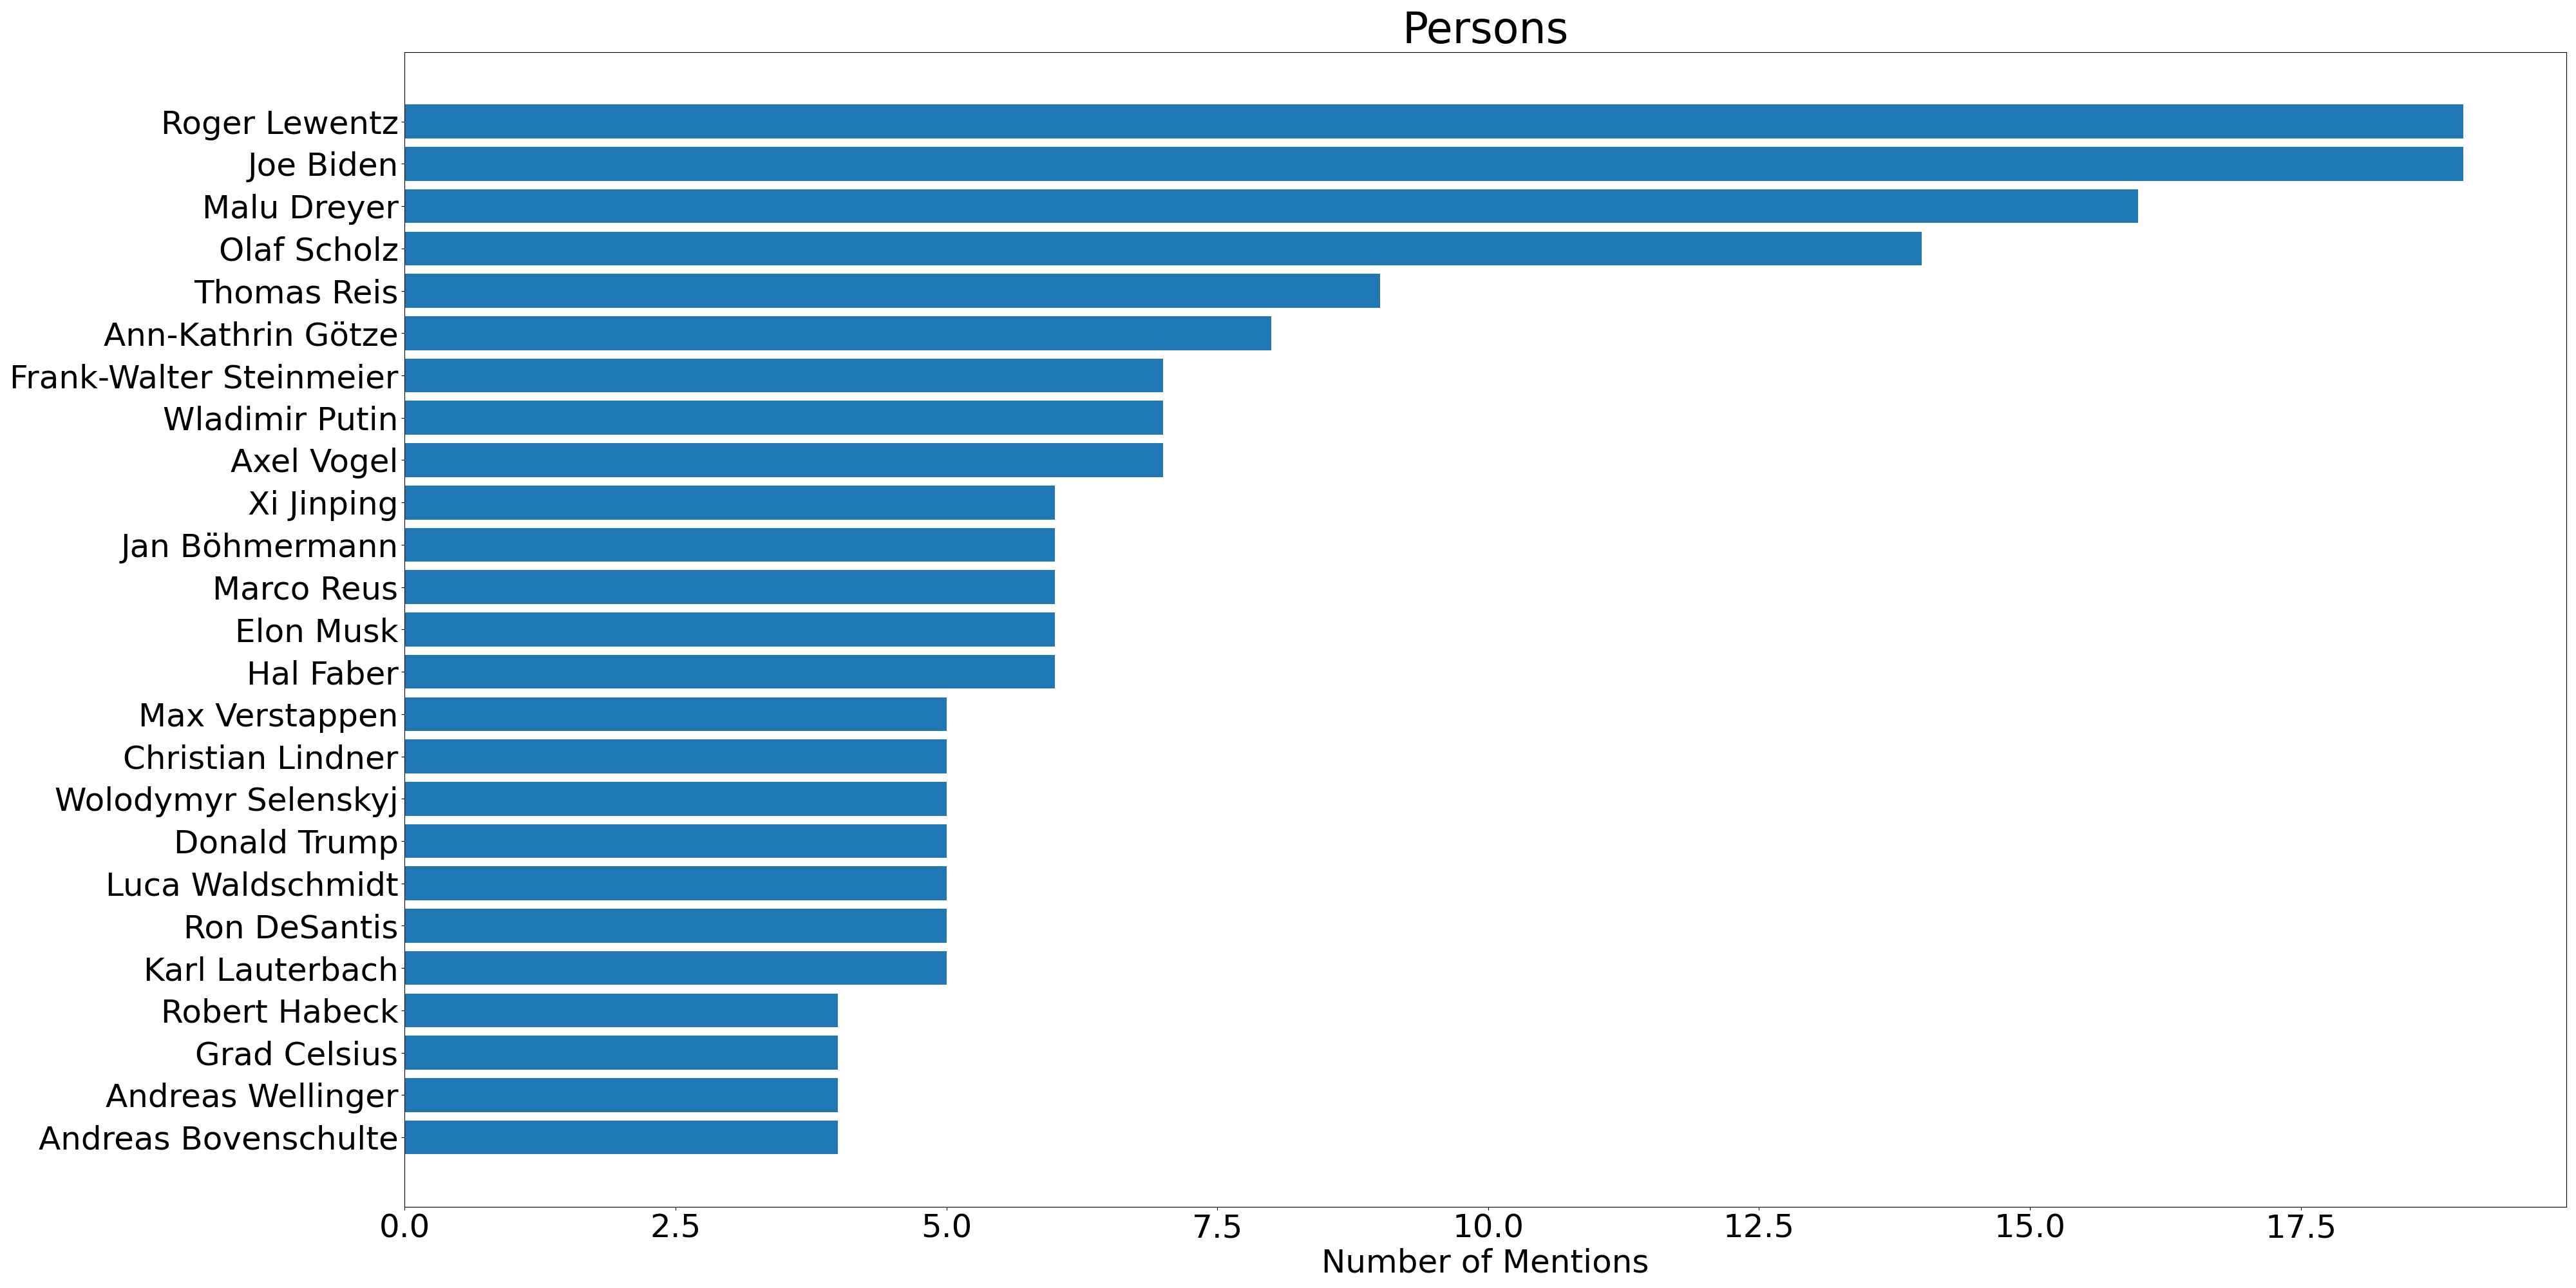 Persons
Roger Lewentz
Joe Biden
Malu Dreyer
Olaf Scholz
Thomas Reis
Ann-Kathrin Götze
Frank-Walter Steinmeier
Wladimir Putin
Axel Vogel
Xi Jinping
Jan Böhmermann
Marco Reus
Elon Musk
Hal Faber
Max Verstappen
Christian Lindner
Wolodymyr Selenskyj
Donald Trump
Luca Waldschmidt
Ron DeSantis
Karl Lauterbach
Robert Habeck
Grad Celsius
Andreas Wellinger
Andreas Bovenschulte
0.0 2.5 5.0 7.5 10.0 12.5 15.0 17.5
Number of Mentions